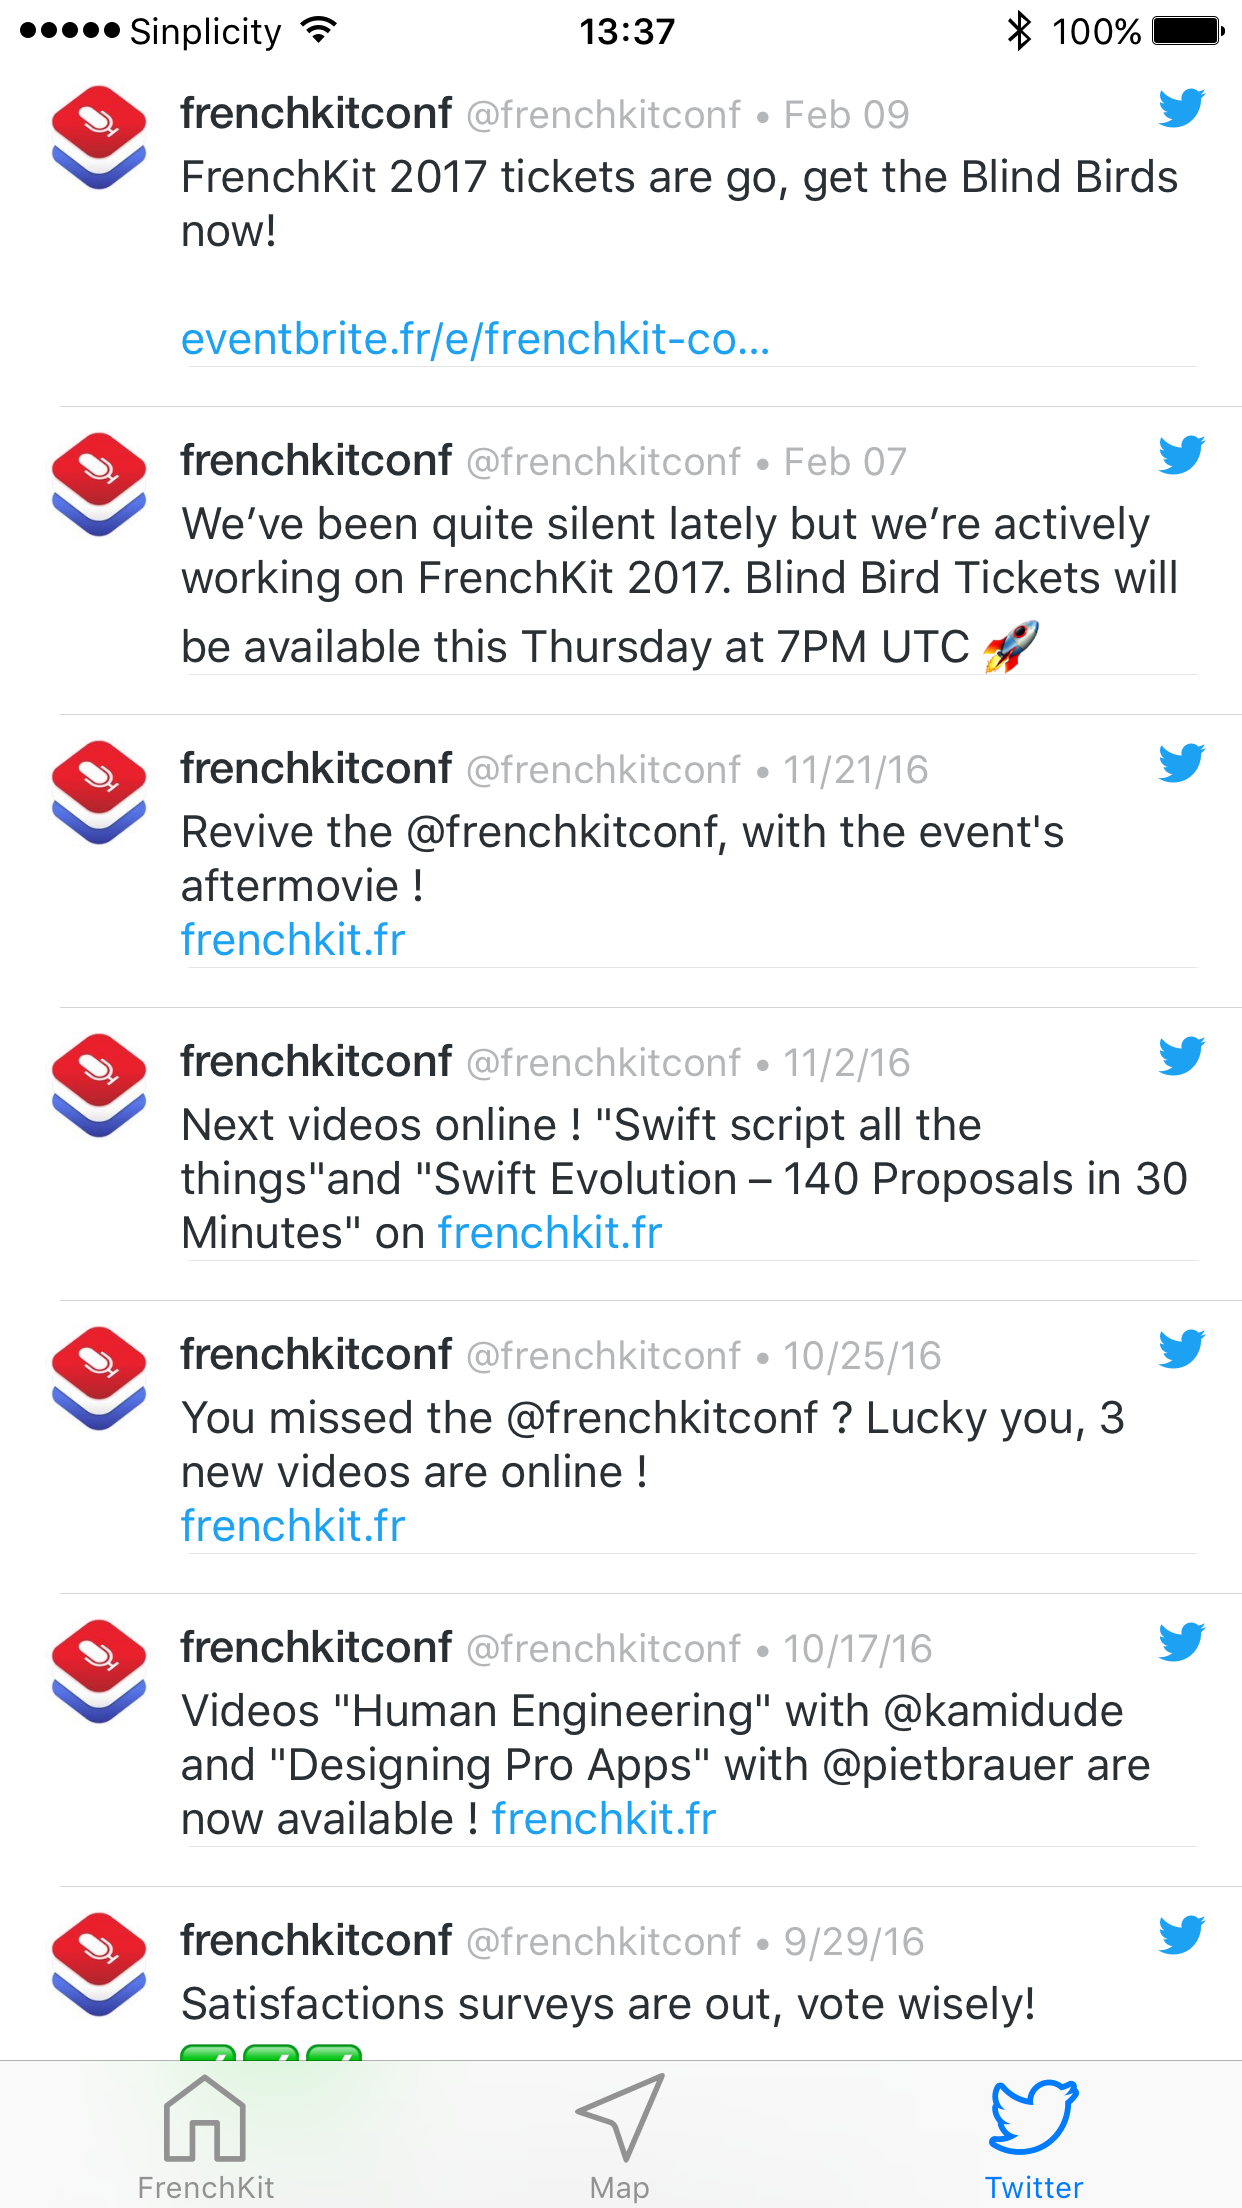 Sinplicity 13:37 100%
frenchkitconf @frenchkitconf • Feb 09
FrenchKit 2017 tickets are go, get the Blind Birds
now!
eventbrite.fr/e/frenchkit-co...
frenchkitconf @frenchkitconf • Feb 07
We’ve been quite silent lately but we’re actively
working on FrenchKit 2017. Blind Bird Tickets will
be available this Thursday at 7PM UTC 🚀
frenchkitconf @frenchkitconf • 11/21/16
Revive the @frenchkitconf, with the event's
aftermovie !
frenchkit.fr
frenchkitconf @frenchkitconf • 11/2/16
Next videos online ! "Swift script all the
things"and "Swift Evolution – 140 Proposals in 30
Minutes" on frenchkit.fr
frenchkitconf @frenchkitconf • 10/25/16
You missed the @frenchkitconf ? Lucky you, 3
new videos are online !
frenchkit.fr
frenchkitconf @frenchkitconf • 10/17/16
Videos "Human Engineering" with @kamidude
and "Designing Pro Apps" with @pietbrauer are
now available ! frenchkit.fr
frenchkitconf @frenchkitconf • 9/29/16
Satisfactions surveys are out, vote wisely!
FrenchKit Map Twitter